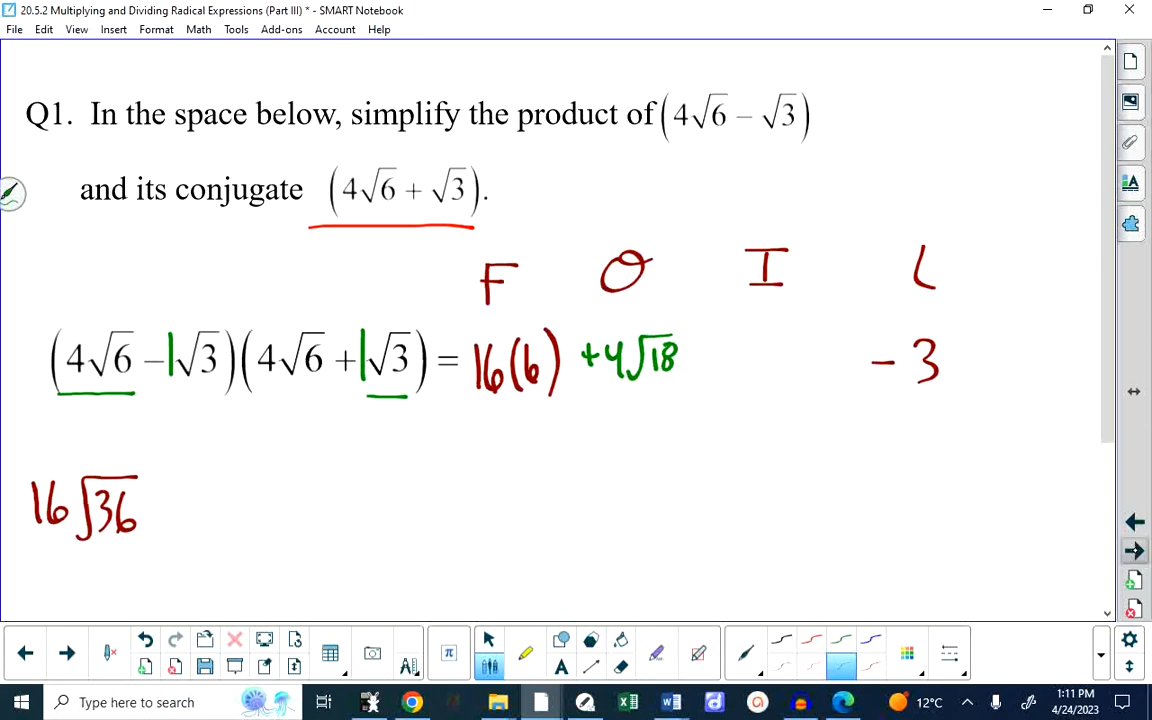 20.5.2 Multiplying and Dividing Radical Expressions (Part III) * - SMART Notebook
File Edit View Insert Format Math Tools Add-ons Account Help
Q1. In the space below, simplify the product of (4√6 – √3)
and its conjugate (4√6 + √3).
F O I L
(4√6 – 1√3)(4√6 + 1√3) = 16(6) +4√18 - 3
16√36
Type here to search
12°C
1:11 PM
4/24/2023